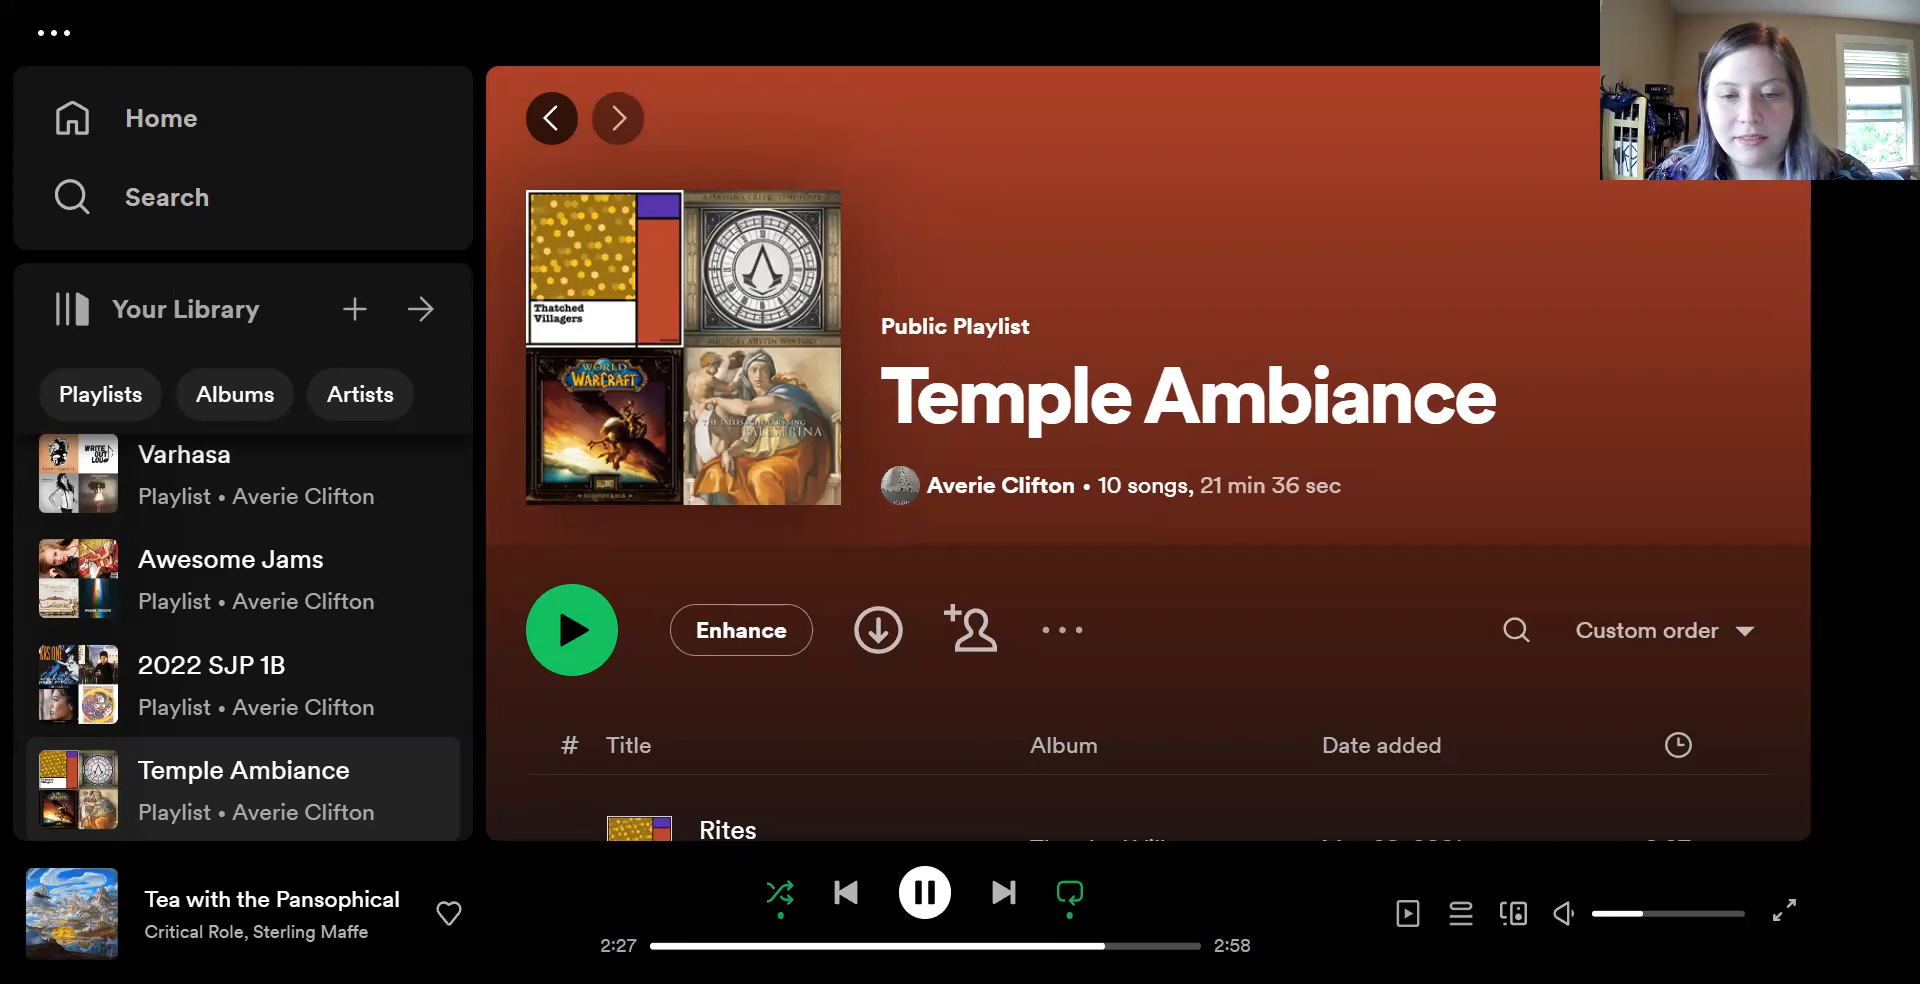 Home
Search
Your Library
Playlists
Albums
Artists
Varhasa
Playlist • Averie Clifton
Awesome Jams
Playlist • Averie Clifton
2022 SJP 1B
Playlist • Averie Clifton
Temple Ambiance
Playlist • Averie Clifton
Thatched
Villagers
WORLD
WARCRAFT
PALESTRINA
Public Playlist
Temple Ambiance
Averie Clifton • 10 songs, 21 min 36 sec
Enhance
Custom order
# Title Album Date added
Rites
Tea with the Pansophical
Critical Role, Sterling Maffe
2:27
2:58